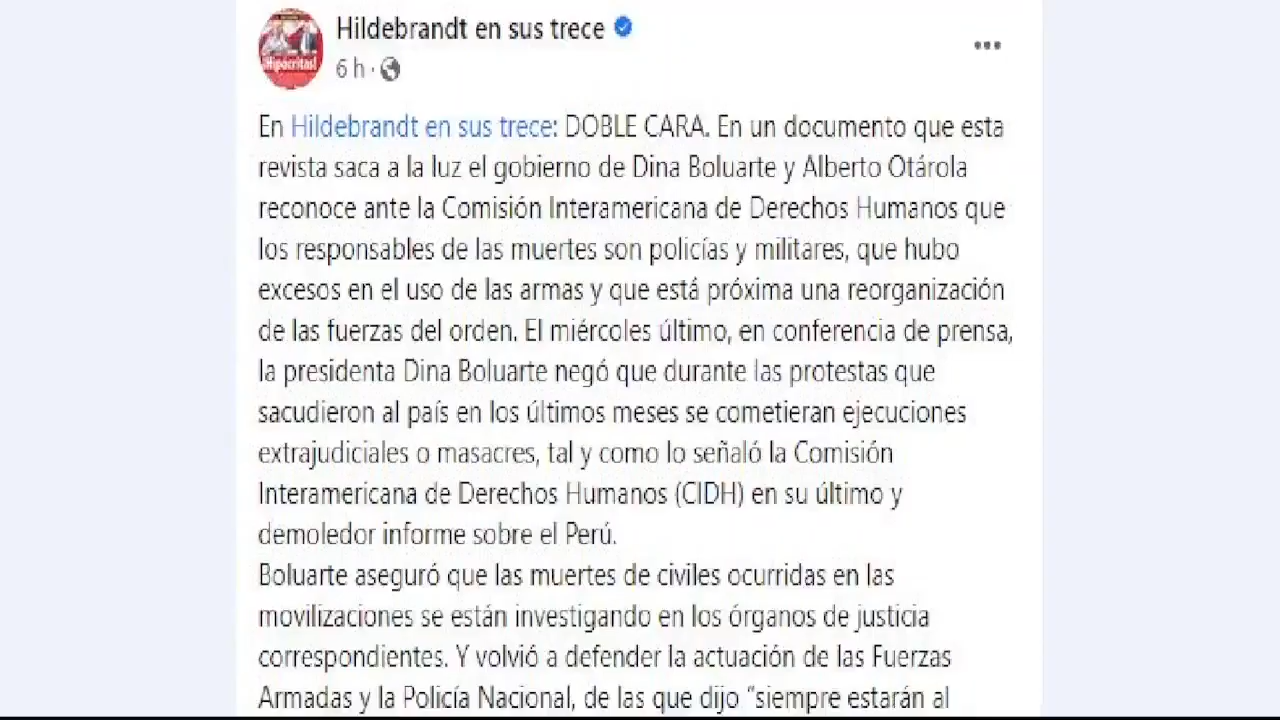 Hildebrandt en sus trece
¡Hipócritas!
6 h ·
En Hildebrandt en sus trece: DOBLE CARA. En un documento que esta
revista saca a la luz el gobierno de Dina Boluarte y Alberto Otárola
reconoce ante la Comisión Interamericana de Derechos Humanos que
los responsables de las muertes son policías y militares, que hubo
excesos en el uso de las armas y que está próxima una reorganización
de las fuerzas del orden. El miércoles último, en conferencia de prensa,
la presidenta Dina Boluarte negó que durante las protestas que
sacudieron al país en los últimos meses se cometieran ejecuciones
extrajudiciales o masacres, tal y como lo señaló la Comisión
Interamericana de Derechos Humanos (CIDH) en su último y
demoledor informe sobre el Perú.
Boluarte aseguró que las muertes de civiles ocurridas en las
movilizaciones se están investigando en los órganos de justicia
correspondientes. Y volvió a defender la actuación de las Fuerzas
Armadas y la Policía Nacional, de las que dijo "siempre estarán al